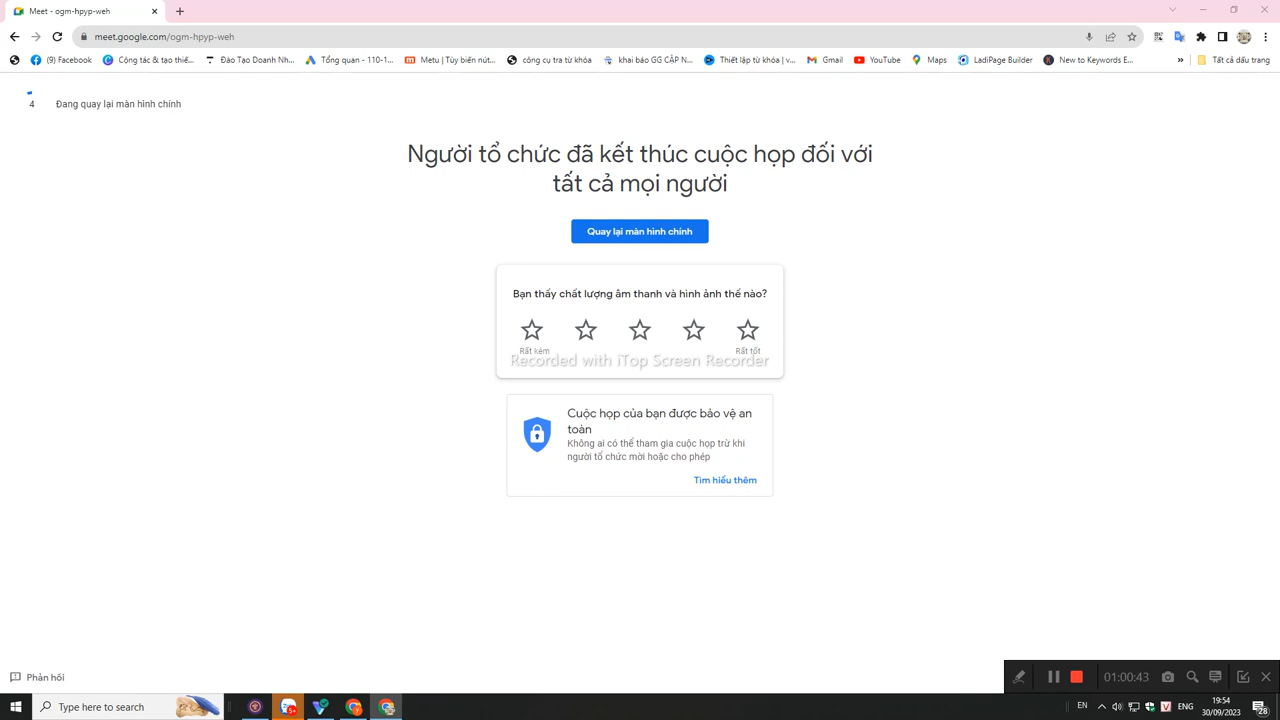 Meet - ogm-hpyp-weh
meet.google.com/ogm-hpyp-weh
(9) Facebook
Công tác & tạo thiế...
Đào Tạo Doanh Nh...
Tổng quan - 110-1...
Metu | Tùy biến nút...
công cụ tra từ khóa
khai báo GG CẬP N...
Thiết lập từ khóa | v...
Gmail
YouTube
Maps
LadiPage Builder
New to Keywords E...
»
Tất cả dấu trang
4 Đang quay lại màn hình chính
Người tổ chức đã kết thúc cuộc họp đối với
tất cả mọi người
Quay lại màn hình chính
Bạn thấy chất lượng âm thanh và hình ảnh thế nào?
Rất kém
Rất tốt
Recorded with iTop Screen Recorder
Cuộc họp của bạn được bảo vệ an
toàn
Không ai có thể tham gia cuộc họp trừ khi
người tổ chức mời hoặc cho phép
Tìm hiểu thêm
Phản hồi
01:00:43
Type here to search
5+
EN
ENG
19:54
30/09/2023
28